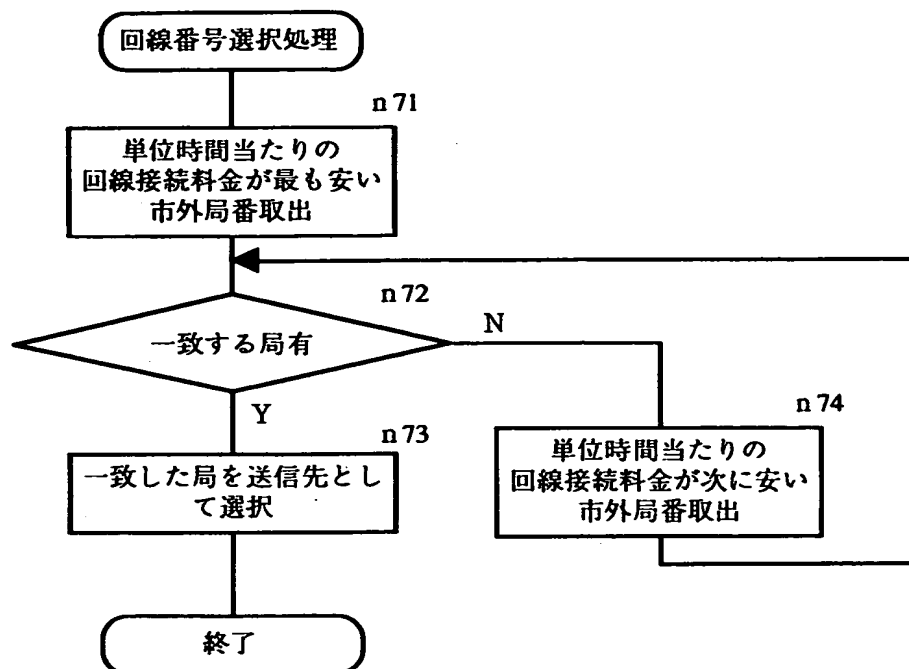 回線番号選択処理
n71
単位時間当たりの
回線接続料金が最も安い
市外局番取出
n72
一致する局有
N
Y
n73
一致した局を送信先とし
て選択
n74
単位時間当たりの
回線接続料金が次に安い
市外局番取出
終了